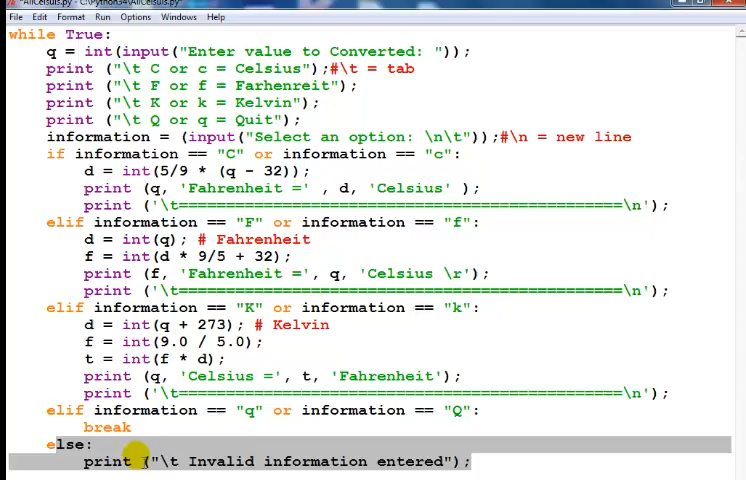 *AllCelsuis.py - C:\Python34\AllCelsuis.py*
File Edit Format Run Options Windows Help
while True:
q = int(input("Enter value to Converted: "));
print ("\t C or c = Celsius");#\t = tab
print ("\t F or f = Farhenreit");
print ("\t K or k = Kelvin");
print ("\t Q or q = Quit");
information = (input("Select an option: \n\t"));#\n = new line
if information == "C" or information == "c":
d = int(5/9 * (q - 32));
print (q, 'Fahrenheit =' , d, 'Celsius' );
print ('\t===============================================\n');
elif information == "F" or information == "f":
d = int(q); # Fahrenheit
f = int(d * 9/5 + 32);
print (f, 'Fahrenheit =', q, 'Celsius \r');
print ('\t===============================================\n');
elif information == "K" or information == "k":
d = int(q + 273); # Kelvin
f = int(9.0 / 5.0);
t = int(f * d);
print (q, 'Celsius =', t, 'Fahrenheit');
print ('\t===============================================\n');
elif information == "q" or information == "Q":
break
else:
print ("\t Invalid information entered");